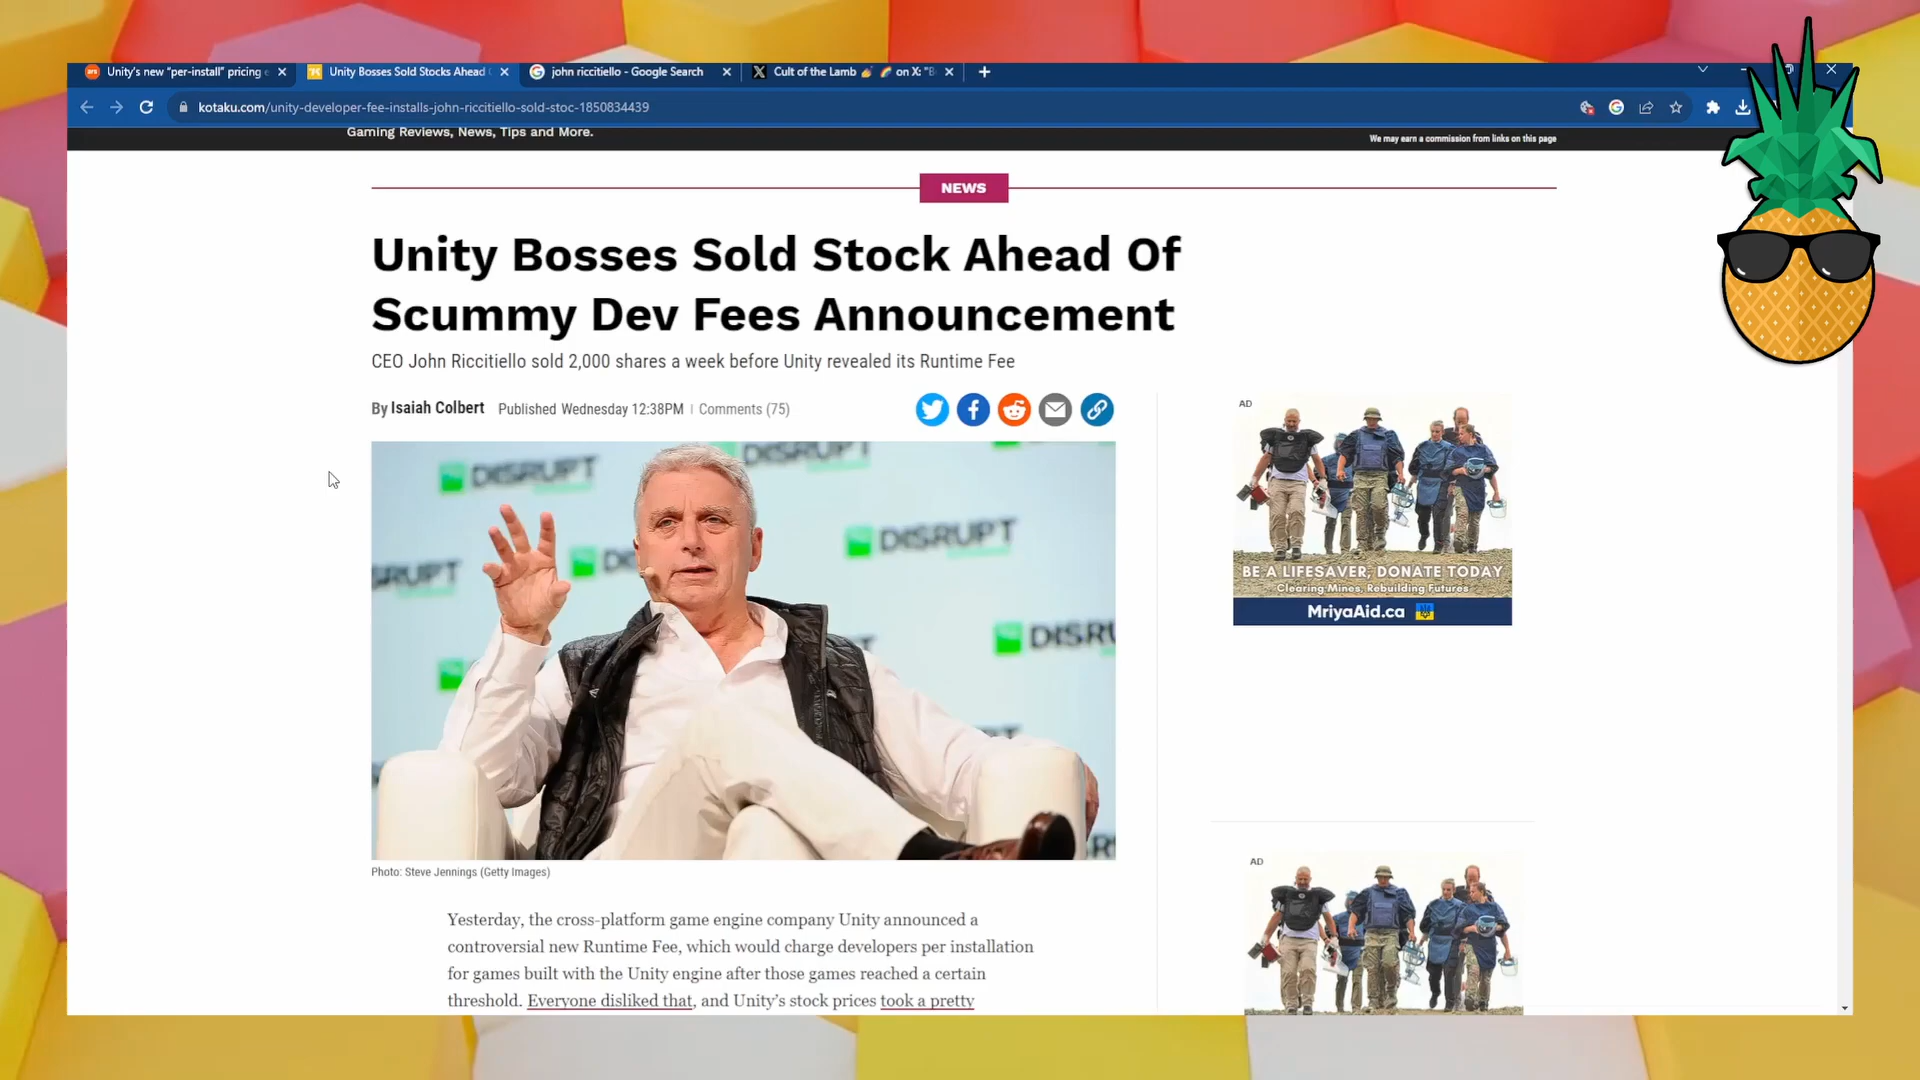 Unity's new "per-install" pricing
Unity Bosses Sold Stocks Ahead
john riccitiello - Google Search
Cult of the Lamb on X: "B
kotaku.com/unity-developer-fee-installs-john-riccitiello-sold-stoc-1850834439
Gaming Reviews, News, Tips and More.
We may earn a commission from links on this page
NEWS
Unity Bosses Sold Stock Ahead Of
Scummy Dev Fees Announcement
CEO John Riccitiello sold 2,000 shares a week before Unity revealed its Runtime Fee
By Isaiah Colbert Published Wednesday 12:38PM | Comments (75)
AD
DISRUPT
DISRUPT
DISRUPT
SRUPT
DISRU
BE A LIFESAVER, DONATE TODAY
Clearing Mines, Rebuilding Futures
MriyaAid.ca
Photo: Steve Jennings (Getty Images)
AD
Yesterday, the cross-platform game engine company Unity announced a
controversial new Runtime Fee, which would charge developers per installation
for games built with the Unity engine after those games reached a certain
threshold. Everyone disliked that, and Unity's stock prices took a pretty